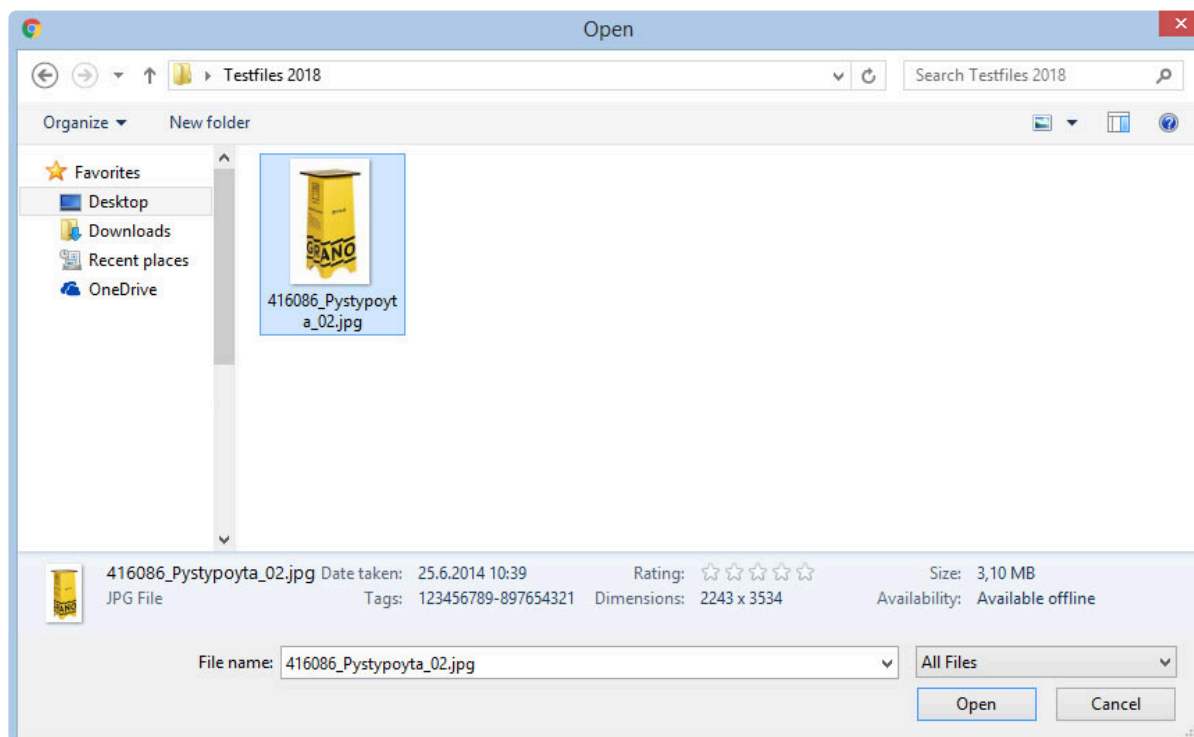 Open
Testfiles 2018
Search Testfiles 2018
Organize
New folder
Favorites
Desktop
Downloads
Recent places
OneDrive
GRANO
416086_Pystypoyt
a_02.jpg
416086_Pystypoyta_02.jpg Date taken: 25.6.2014 10:39 Rating: Size: 3,10 MB
JPG File Tags: 123456789-897654321 Dimensions: 2243 x 3534 Availability: Available offline
File name: 416086_Pystypoyta_02.jpg All Files
Open Cancel